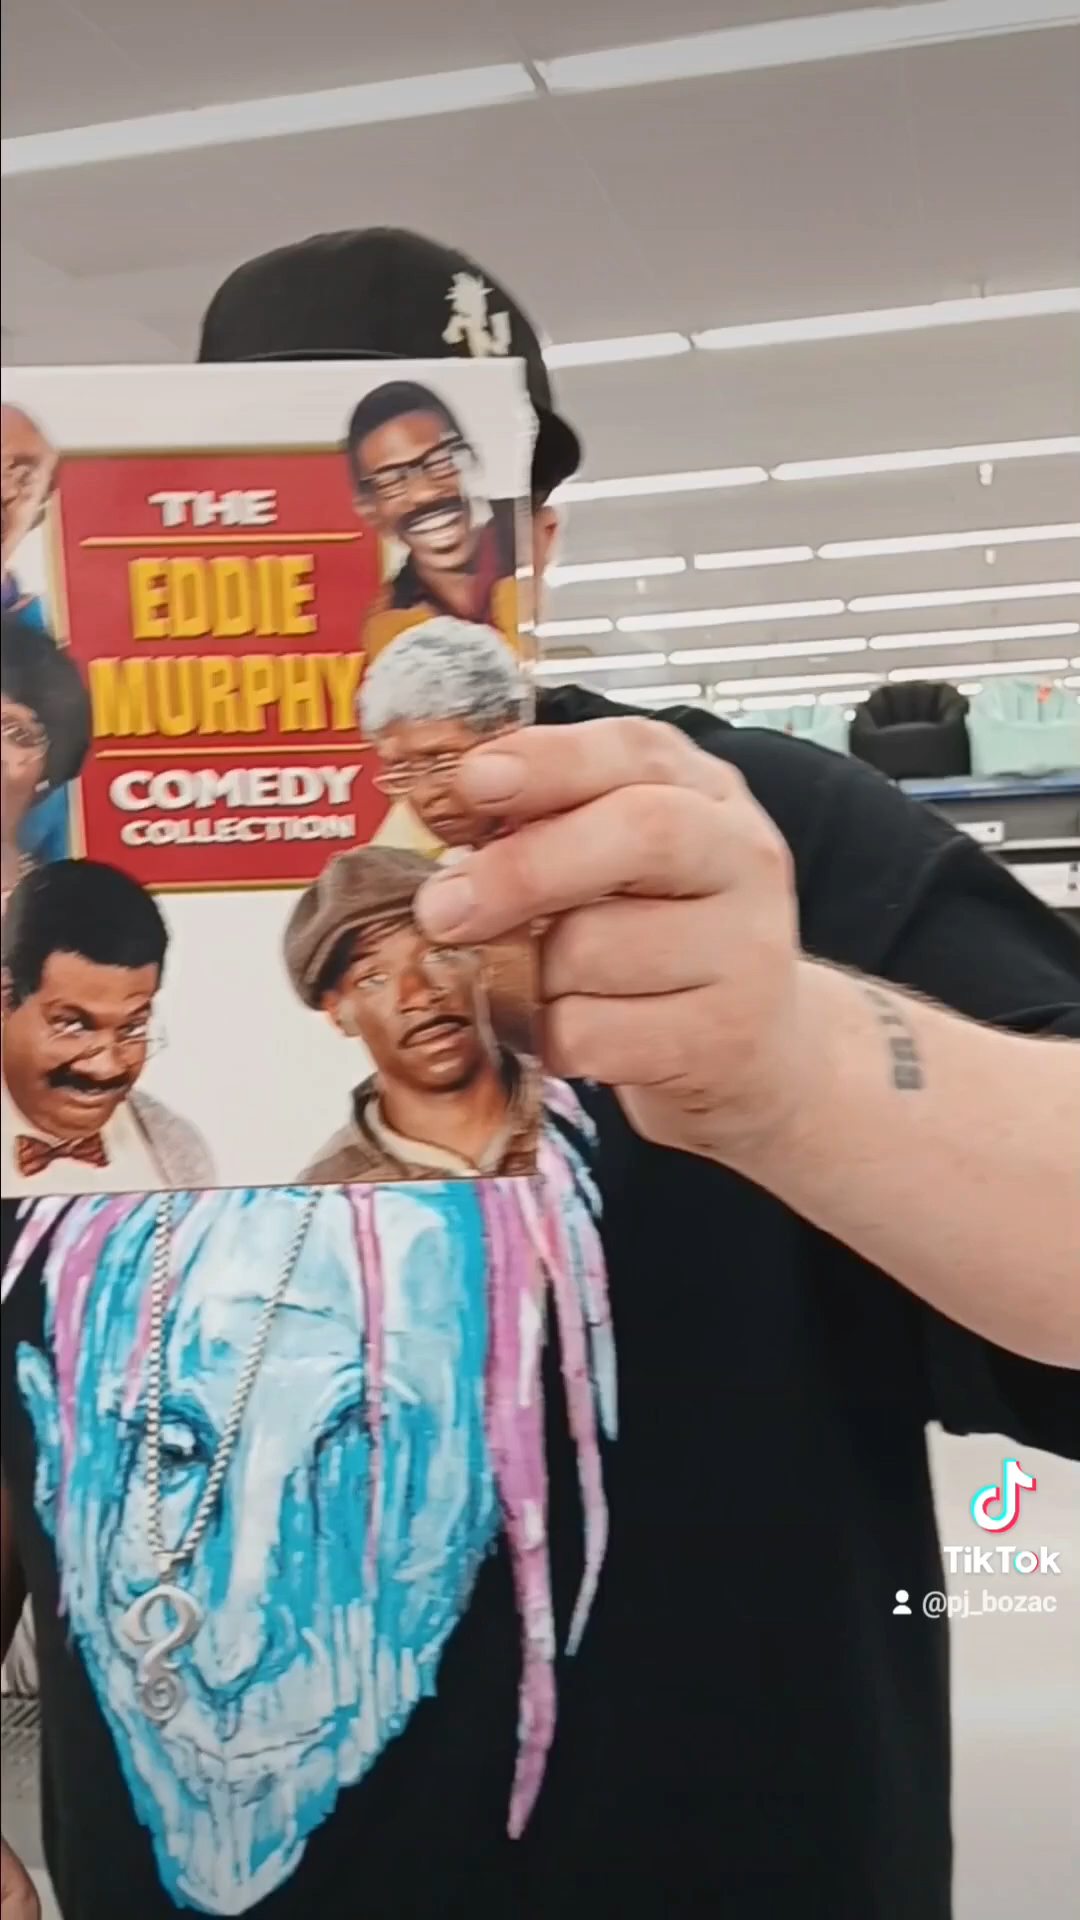 THE
EDDIE
MURPHY
COMEDY
COLLECTION
TikTok
@pj_bozac